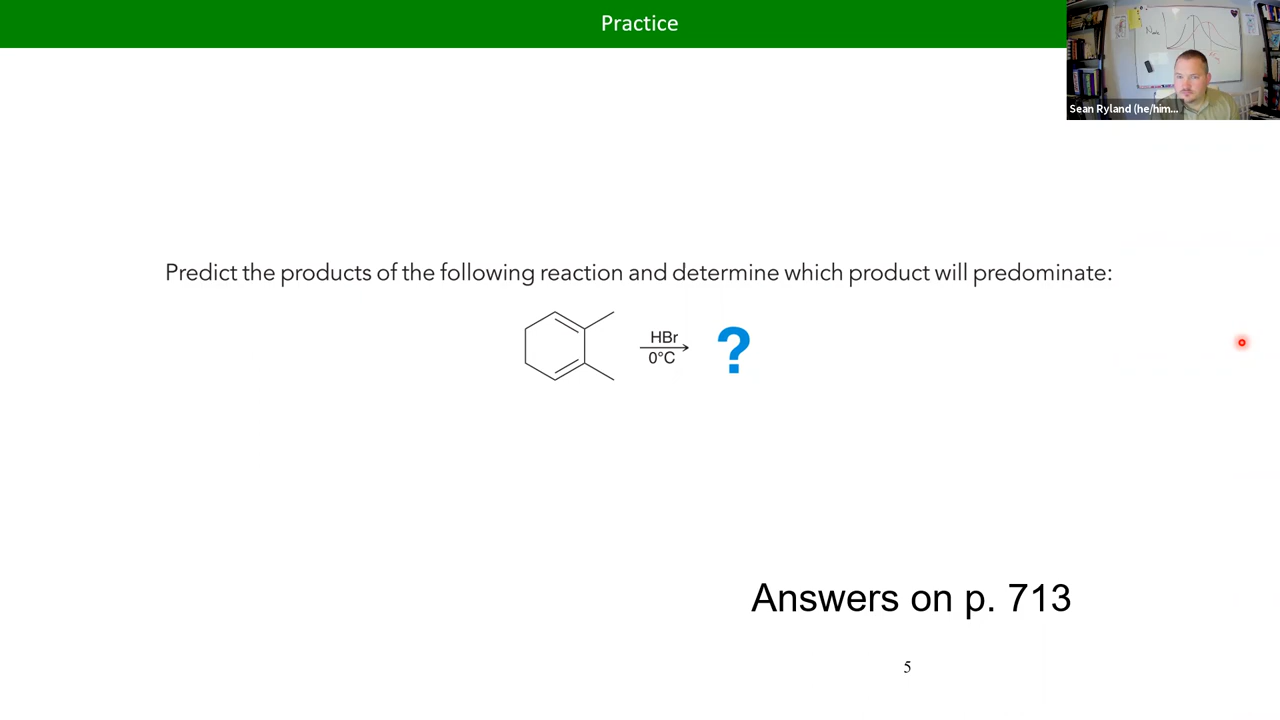 Practice
Sean Ryland (he/him...
Predict the products of the following reaction and determine which product will predominate:
HBr
0°C
?
Answers on p. 713
5